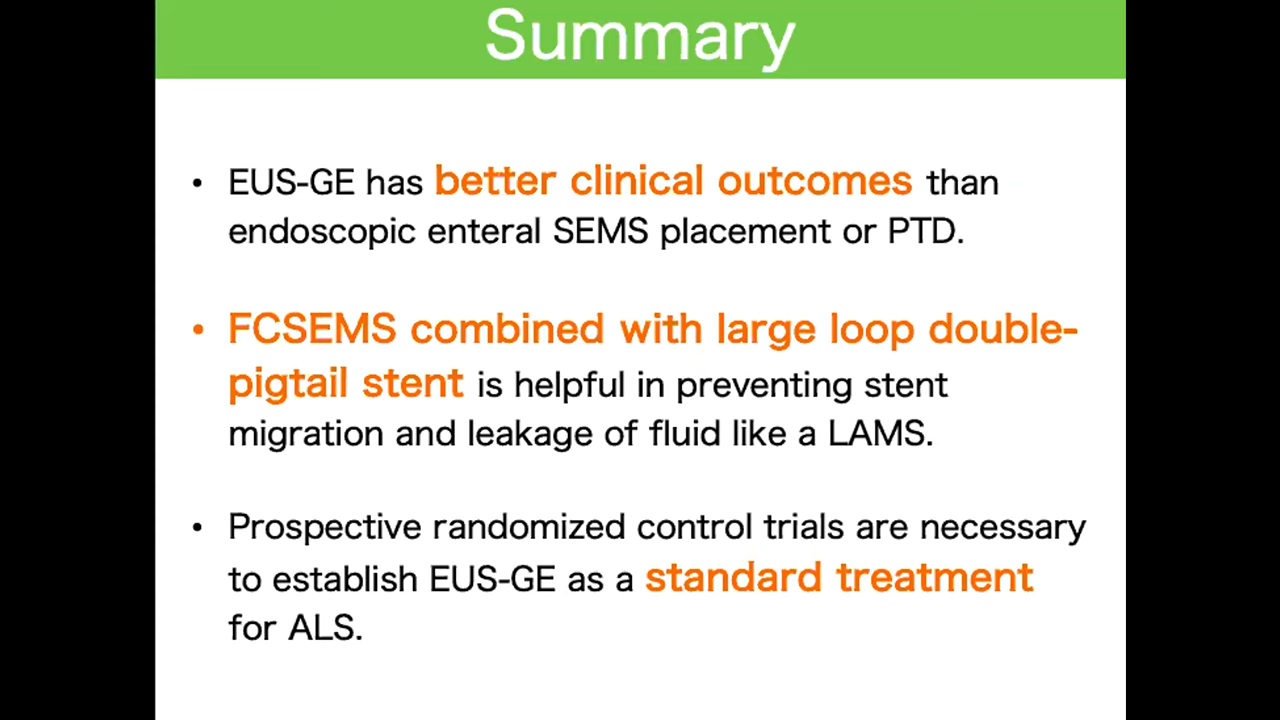 Summary
• EUS-GE has better clinical outcomes than
endoscopic enteral SEMS placement or PTD.
• FCSEMS combined with large loop double-
pigtail stent is helpful in preventing stent
migration and leakage of fluid like a LAMS.
• Prospective randomized control trials are necessary
to establish EUS-GE as a standard treatment
for ALS.